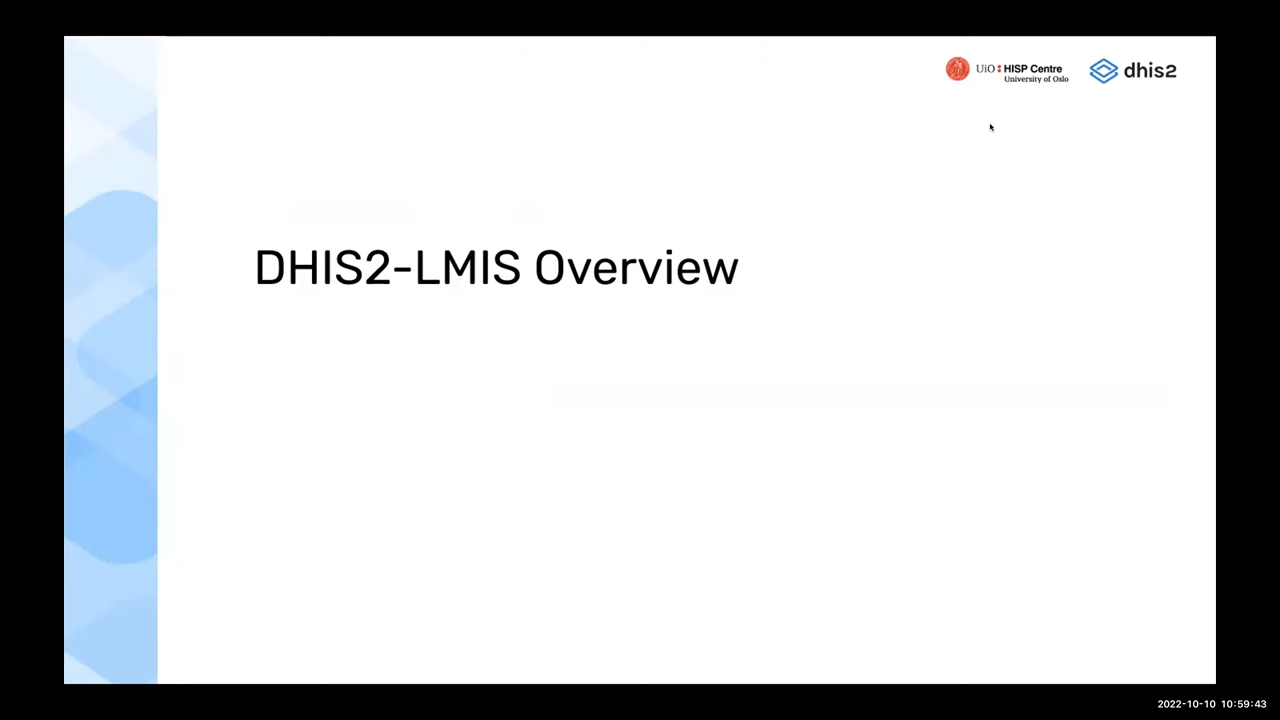 UiO: HISP Centre
University of Oslo
dhis2
DHIS2-LMIS Overview
2022-10-10 10:59:43